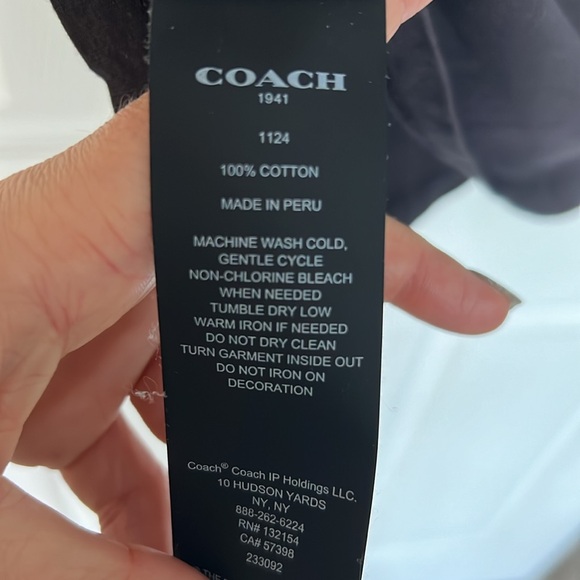 COACH
1941
1124
100% COTTON
MADE IN PERU
MACHINE WASH COLD,
GENTLE CYCLE
NON-CHLORINE BLEACH
WHEN NEEDED
TUMBLE DRY LOW
WARM IRON IF NEEDED
DO NOT DRY CLEAN
TURN GARMENT INSIDE OUT
DO NOT IRON ON
DECORATION
Coach® Coach IP Holdings LLC.
10 HUDSON YARDS
NY, NY
888-262-6224
RN# 132154
CA# 57398
233092